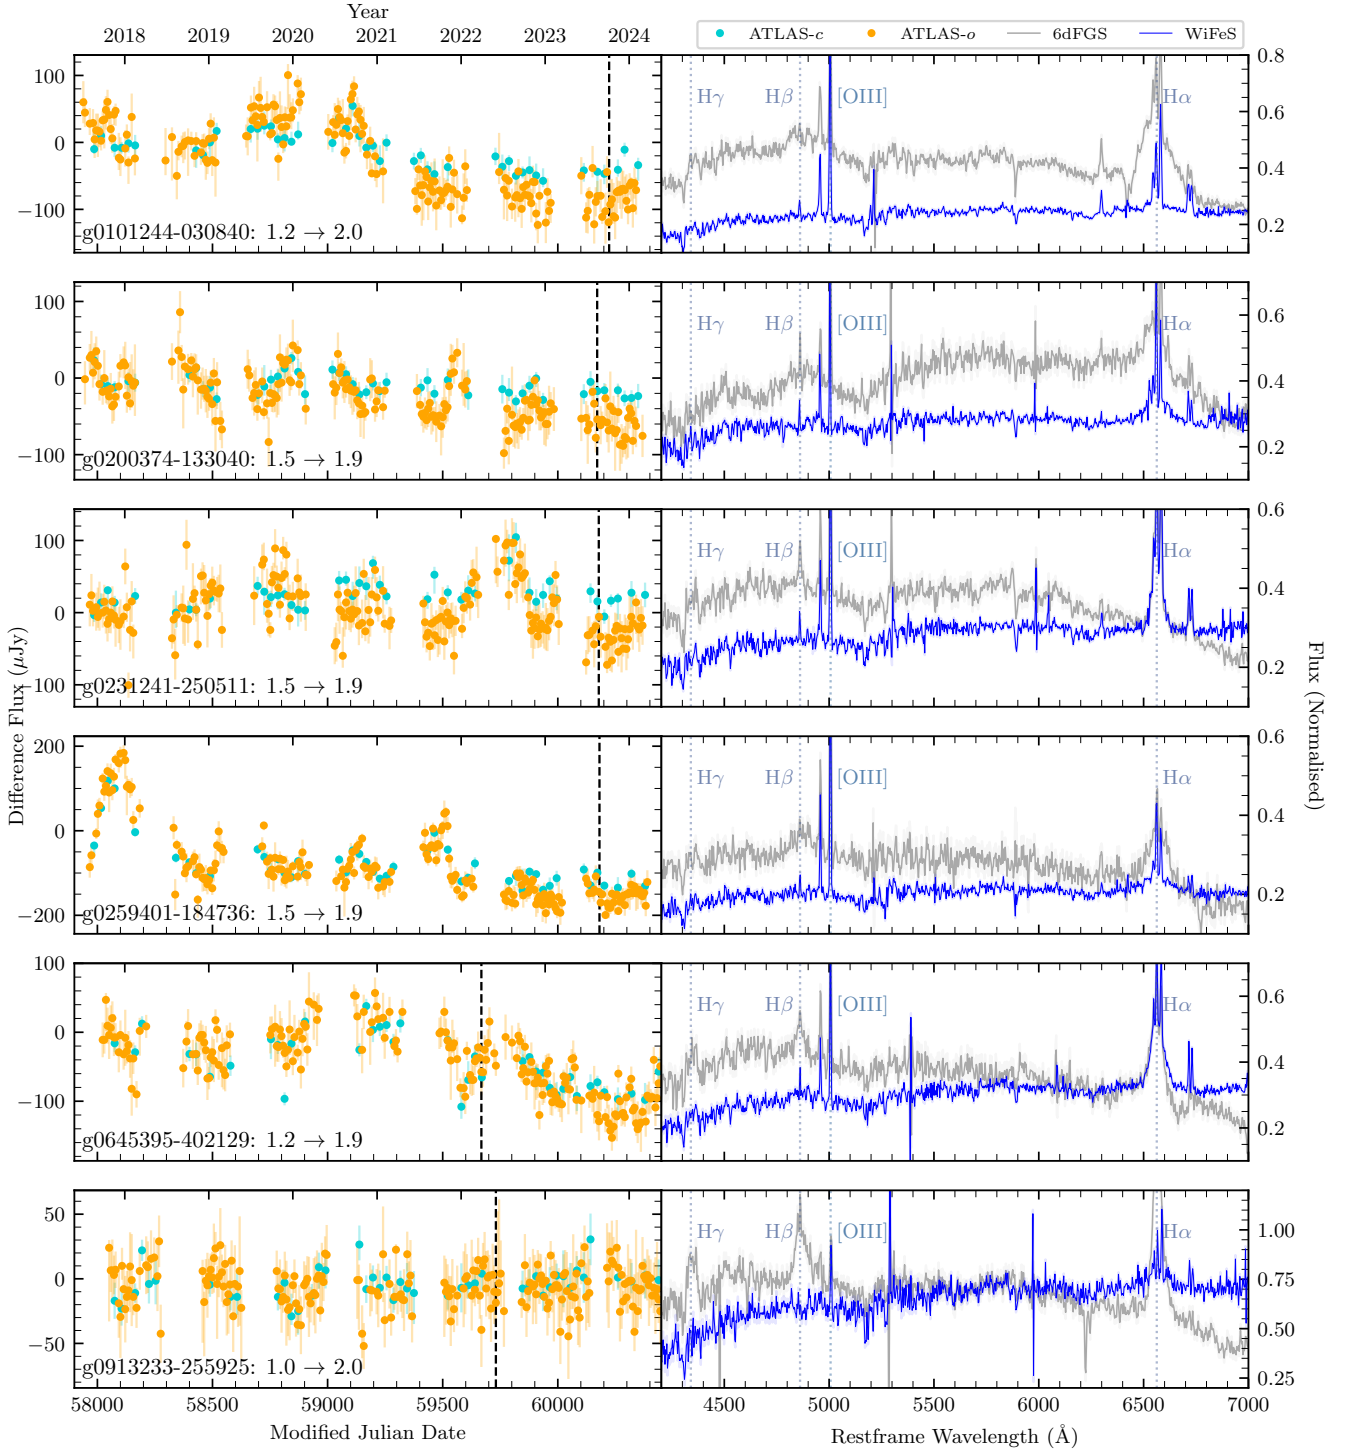 Year
2018 2019 2020 2021 2022 2023 2024
ATLAS-c ATLAS-o 6dFGS WiFeS
100
0
−100
g0101244-030840: 1.2 → 2.0
Hγ Hβ [OIII] Hα
0.8
0.6
0.4
0.2
100
0
−100
g0200374-133040: 1.5 → 1.9
Hγ Hβ [OIII] Hα
0.6
0.4
0.2
100
0
−100
g0231241-250511: 1.5 → 1.9
Hγ Hβ [OIII] Hα
0.6
0.4
0.2
Difference Flux (μJy)
Flux (Normalised)
200
0
−200
g0259401-184736: 1.5 → 1.9
Hγ Hβ [OIII] Hα
0.6
0.4
0.2
100
0
−100
g0645395-402129: 1.2 → 1.9
Hγ Hβ [OIII] Hα
0.6
0.4
0.2
50
0
−50
g0913233-255925: 1.0 → 2.0
Hγ Hβ [OIII] Hα
1.00
0.75
0.50
0.25
58000 58500 59000 59500 60000
4500 5000 5500 6000 6500 7000
Modified Julian Date
Restframe Wavelength (Å)